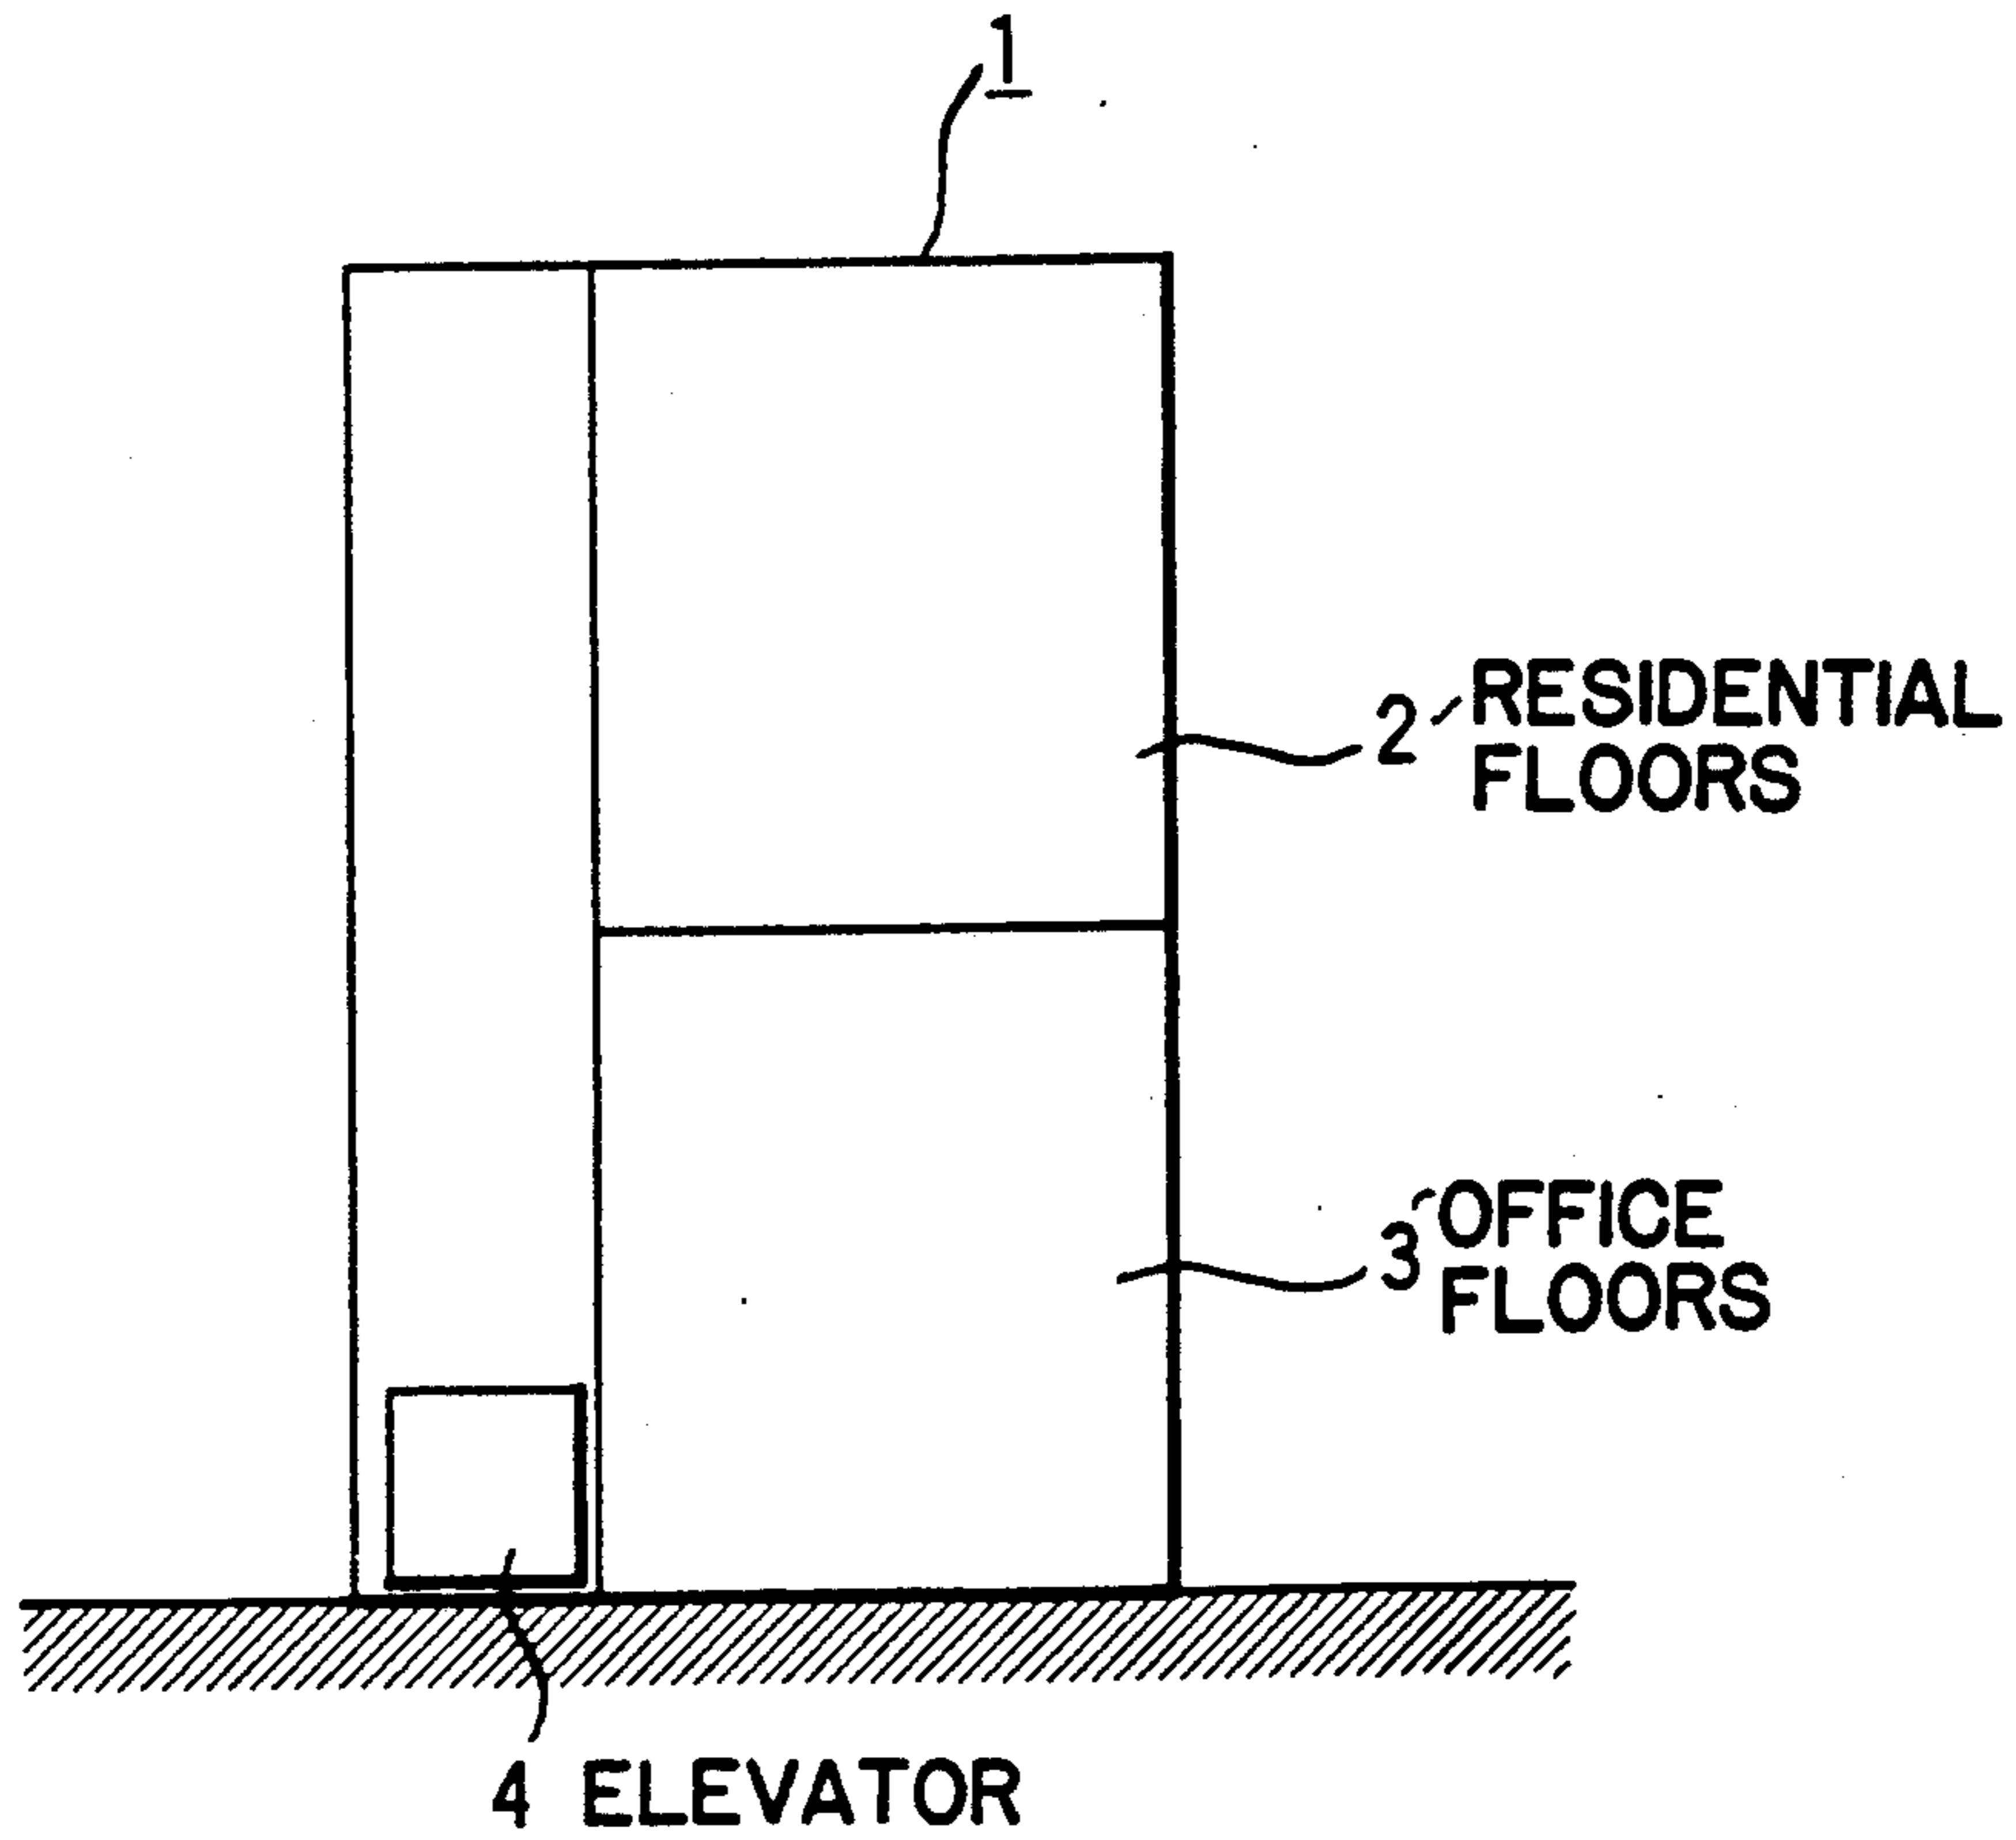 1
2 RESIDENTIAL
FLOORS
3 OFFICE
FLOORS
4 ELEVATOR